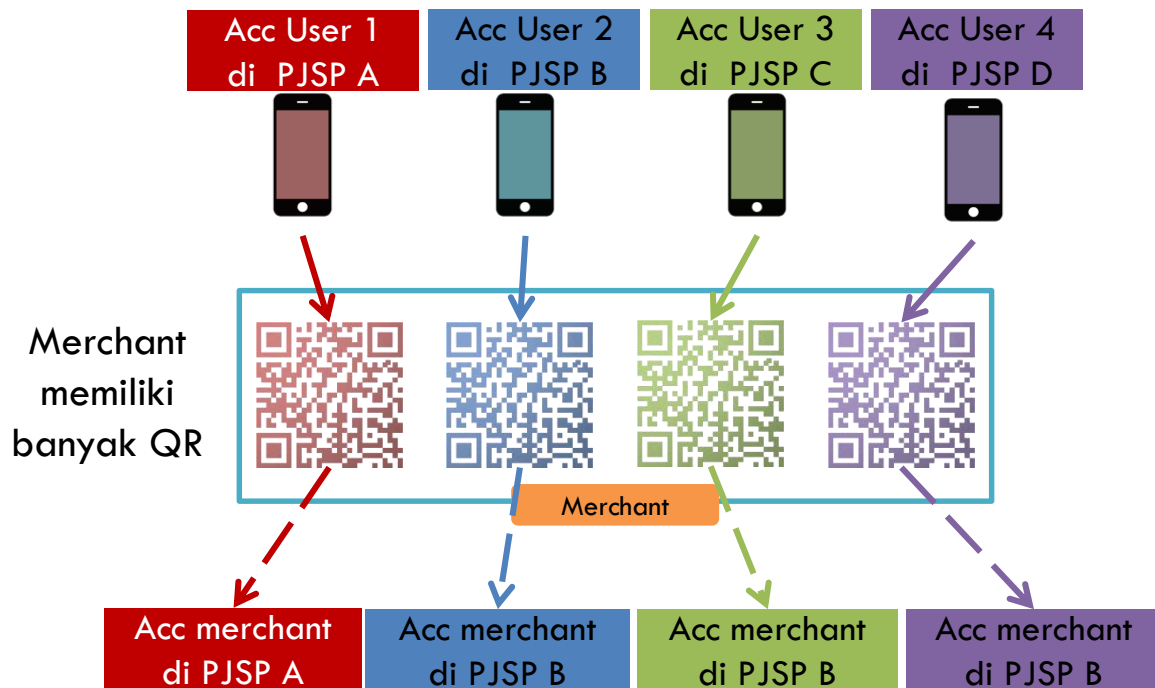 Acc User 1
di PJSP A
Acc User 2
di PJSP B
Acc User 3
di PJSP C
Acc User 4
di PJSP D
Merchant
memiliki
banyak QR
Merchant
Acc merchant
di PJSP A
Acc merchant
di PJSP B
Acc merchant
di PJSP B
Acc merchant
di PJSP B